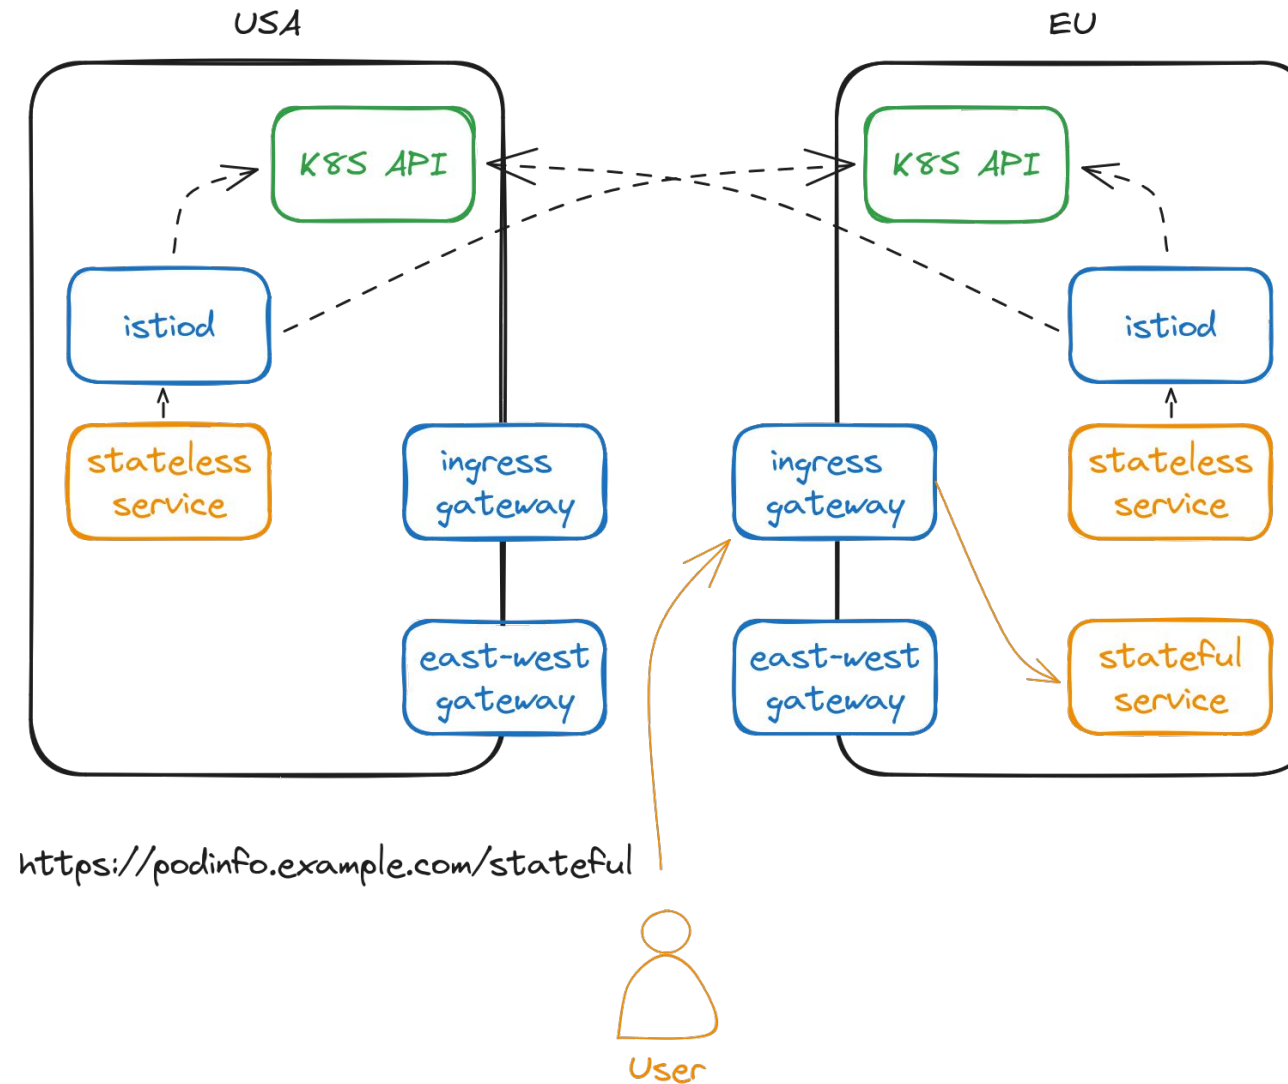 USA
EU
K8S API
K8S API
istiod
istiod
stateless
service
ingress
gateway
ingress
gateway
stateless
service
east-west
gateway
east-west
gateway
stateful
service
https://podinfo.example.com/stateful
User